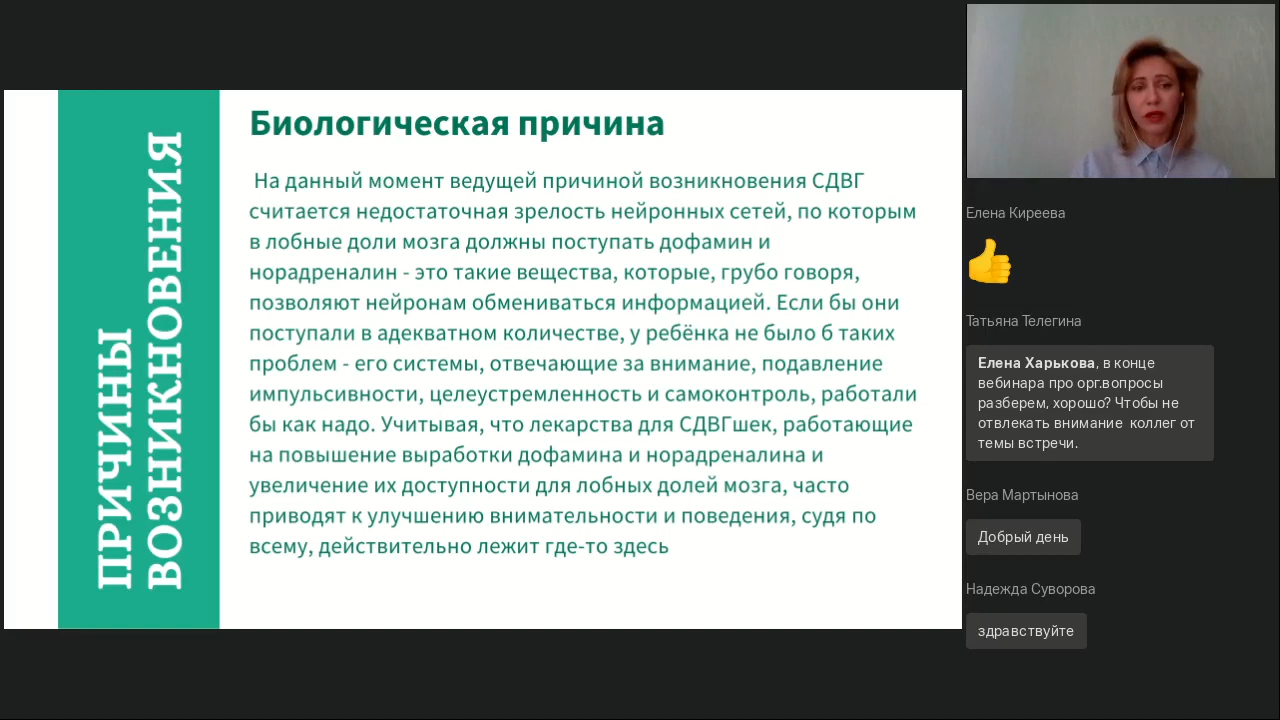 ПРИЧИНЫ
ВОЗНИКНОВЕНИЯ
Биологическая причина
На данный момент ведущей причиной возникновения СДВГ
считается недостаточная зрелость нейронных сетей, по которым
в лобные доли мозга должны поступать дофамин и
норадреналин - это такие вещества, которые, грубо говоря,
позволяют нейронам обмениваться информацией. Если бы они
поступали в адекватном количестве, у ребёнка не было б таких
проблем - его системы, отвечающие за внимание, подавление
импульсивности, целеустремленность и самоконтроль, работали
бы как надо. Учитывая, что лекарства для СДВГшек, работающие
на повышение выработки дофамина и норадреналина и
увеличение их доступности для лобных долей мозга, часто
приводят к улучшению внимательности и поведения, судя по
всему, действительно лежит где-то здесь
Елена Киреева
Татьяна Телегина
Елена Харькова, в конце
вебинара про орг.вопросы
разберем, хорошо? Чтобы не
отвлекать внимание коллег от
темы встречи.
Вера Мартынова
Добрый день
Надежда Суворова
здравствуйте